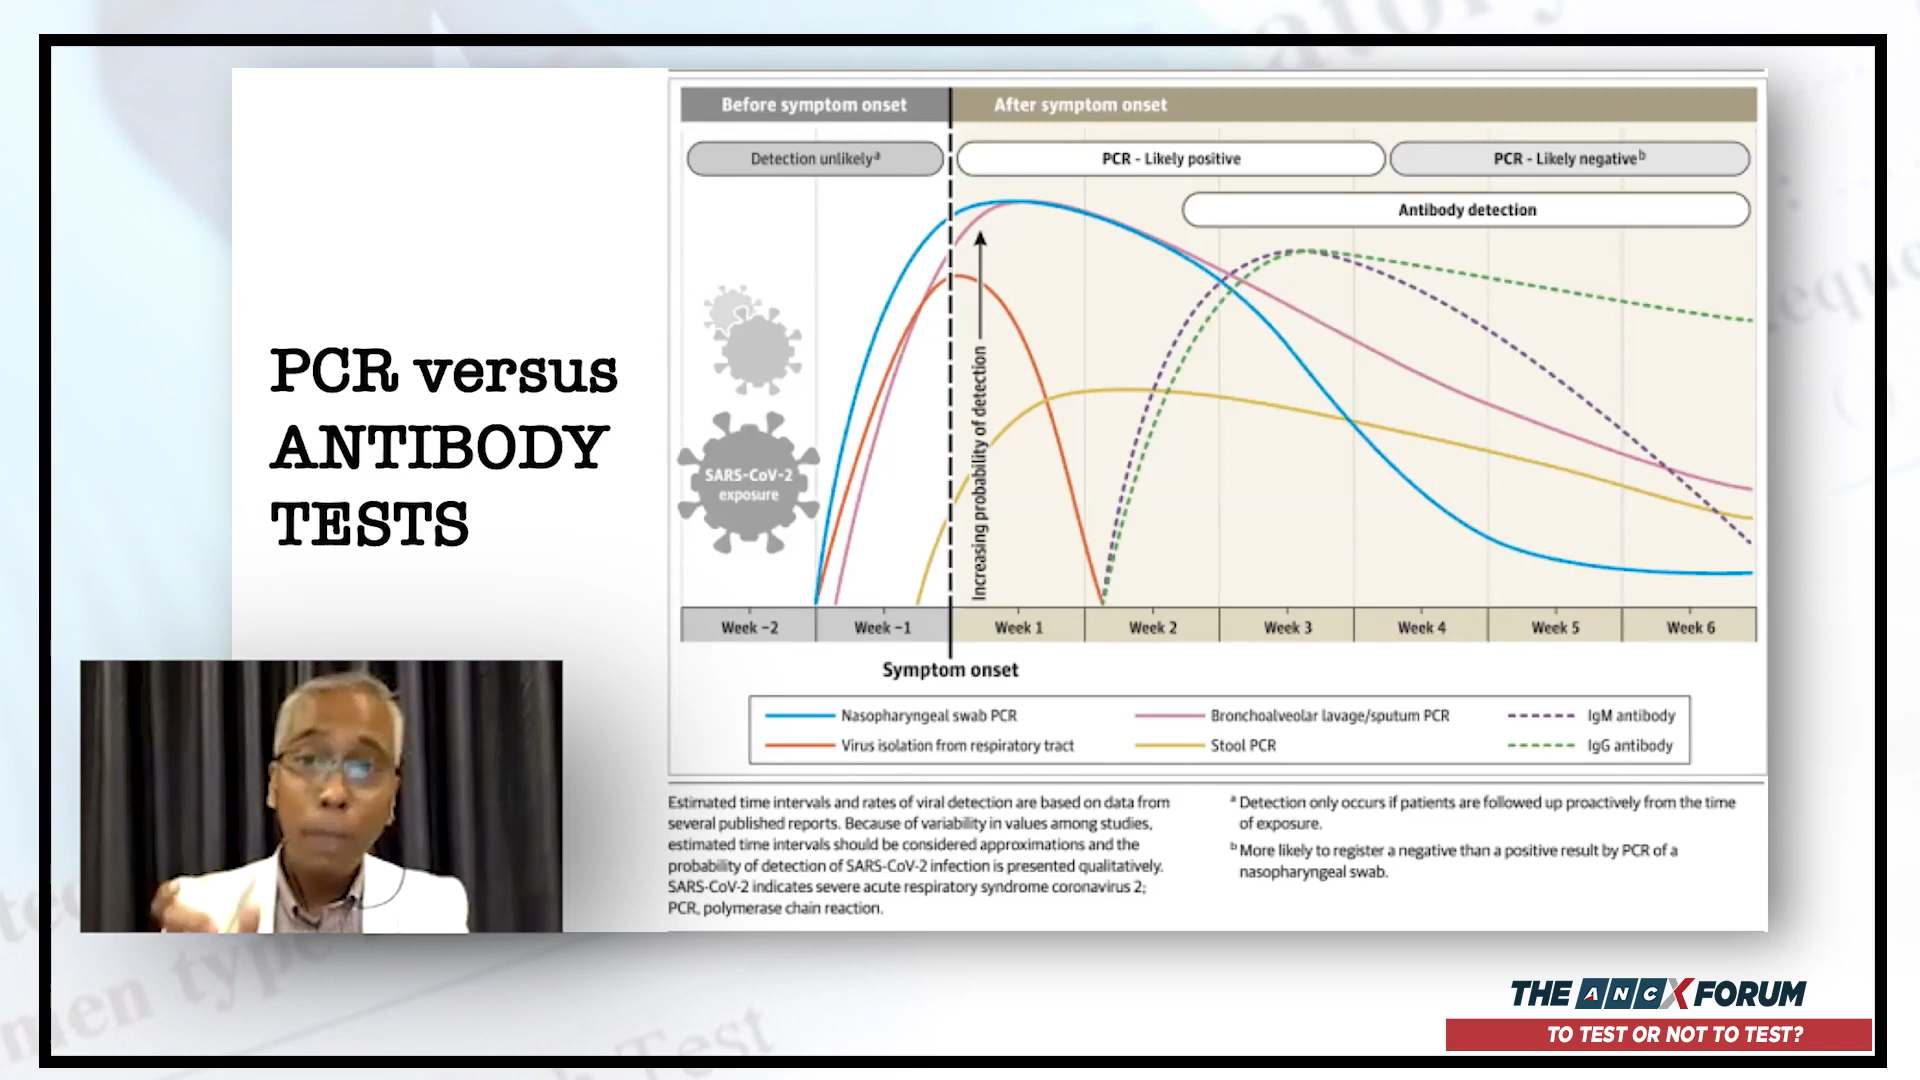 Before symptom onset
After symptom onset
Detection unlikelyᵃ
PCR - Likely positive
PCR - Likely negativeᵇ
Antibody detection
PCR versus
ANTIBODY
TESTS
SARS-CoV-2
exposure
Increasing probability of detection
Week −2
Week −1
Week 1
Week 2
Week 3
Week 4
Week 5
Week 6
Symptom onset
Nasopharyngeal swab PCR
Virus isolation from respiratory tract
Bronchoalveolar lavage/sputum PCR
Stool PCR
IgM antibody
IgG antibody
Estimated time intervals and rates of viral detection are based on data from
several published reports. Because of variability in values among studies,
estimated time intervals should be considered approximations and the
probability of detection of SARS-CoV-2 infection is presented qualitatively.
SARS-CoV-2 indicates severe acute respiratory syndrome coronavirus 2;
PCR, polymerase chain reaction.
ᵃ Detection only occurs if patients are followed up proactively from the time
of exposure.
ᵇ More likely to register a negative than a positive result by PCR of a
nasopharyngeal swab.
THE ANCX FORUM
TO TEST OR NOT TO TEST?